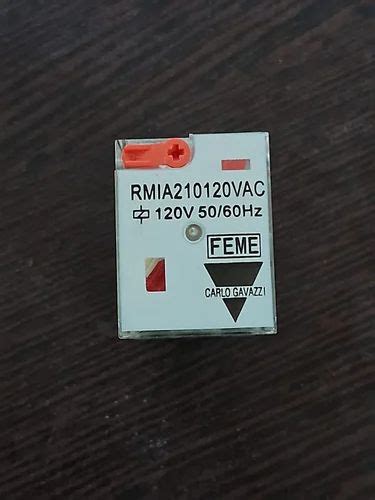 RMIA210120VAC
120V 50/60Hz
FEME
CARLO GAVAZZI